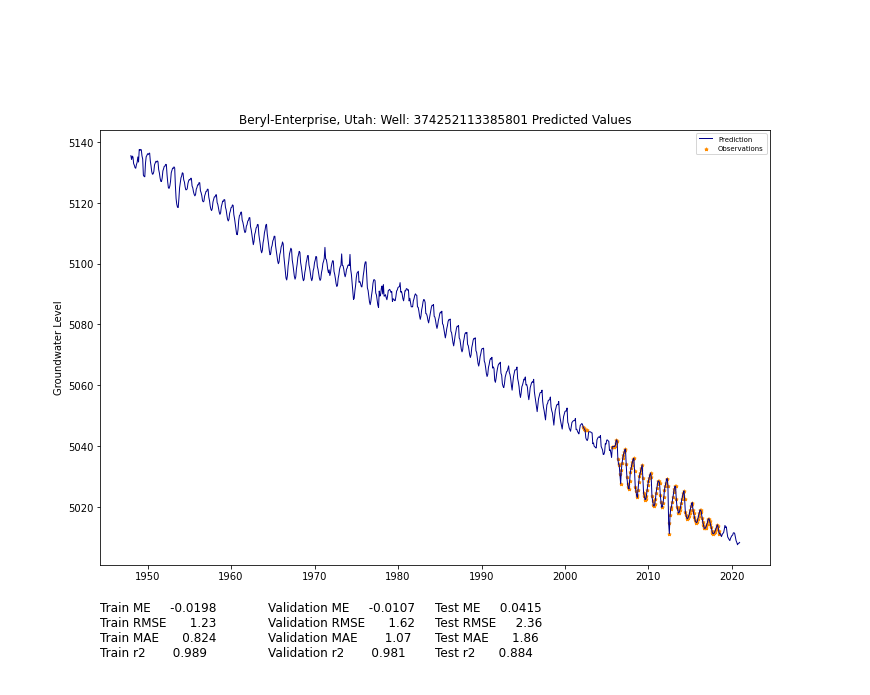 Beryl-Enterprise, Utah: Well: 374252113385801 Predicted Values
Prediction
Observations
Groundwater Level
5140
5120
5100
5080
5060
5040
5020
1950 1960 1970 1980 1990 2000 2010 2020
Train ME -0.0198 Validation ME -0.0107 Test ME 0.0415
Train RMSE 1.23 Validation RMSE 1.62 Test RMSE 2.36
Train MAE 0.824 Validation MAE 1.07 Test MAE 1.86
Train r2 0.989 Validation r2 0.981 Test r2 0.884